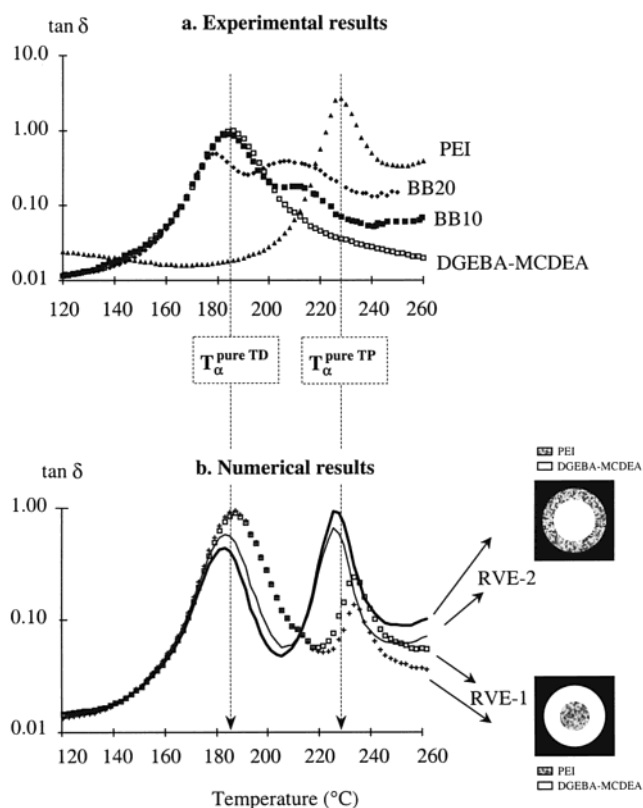 tan δ
a. Experimental results
10.0
1.00
0.10
0.01
PEI
BB20
BB10
DGEBA-MCDEA
120 140 160 180 200 220 240 260
T_α^pure TD
T_α^pure TP
tan δ
b. Numerical results
PEI
DGEBA-MCDEA
1.00
0.10
0.01
RVE-2
RVE-1
120 140 160 180 200 220 240 260
PEI
DGEBA-MCDEA
Temperature (°C)